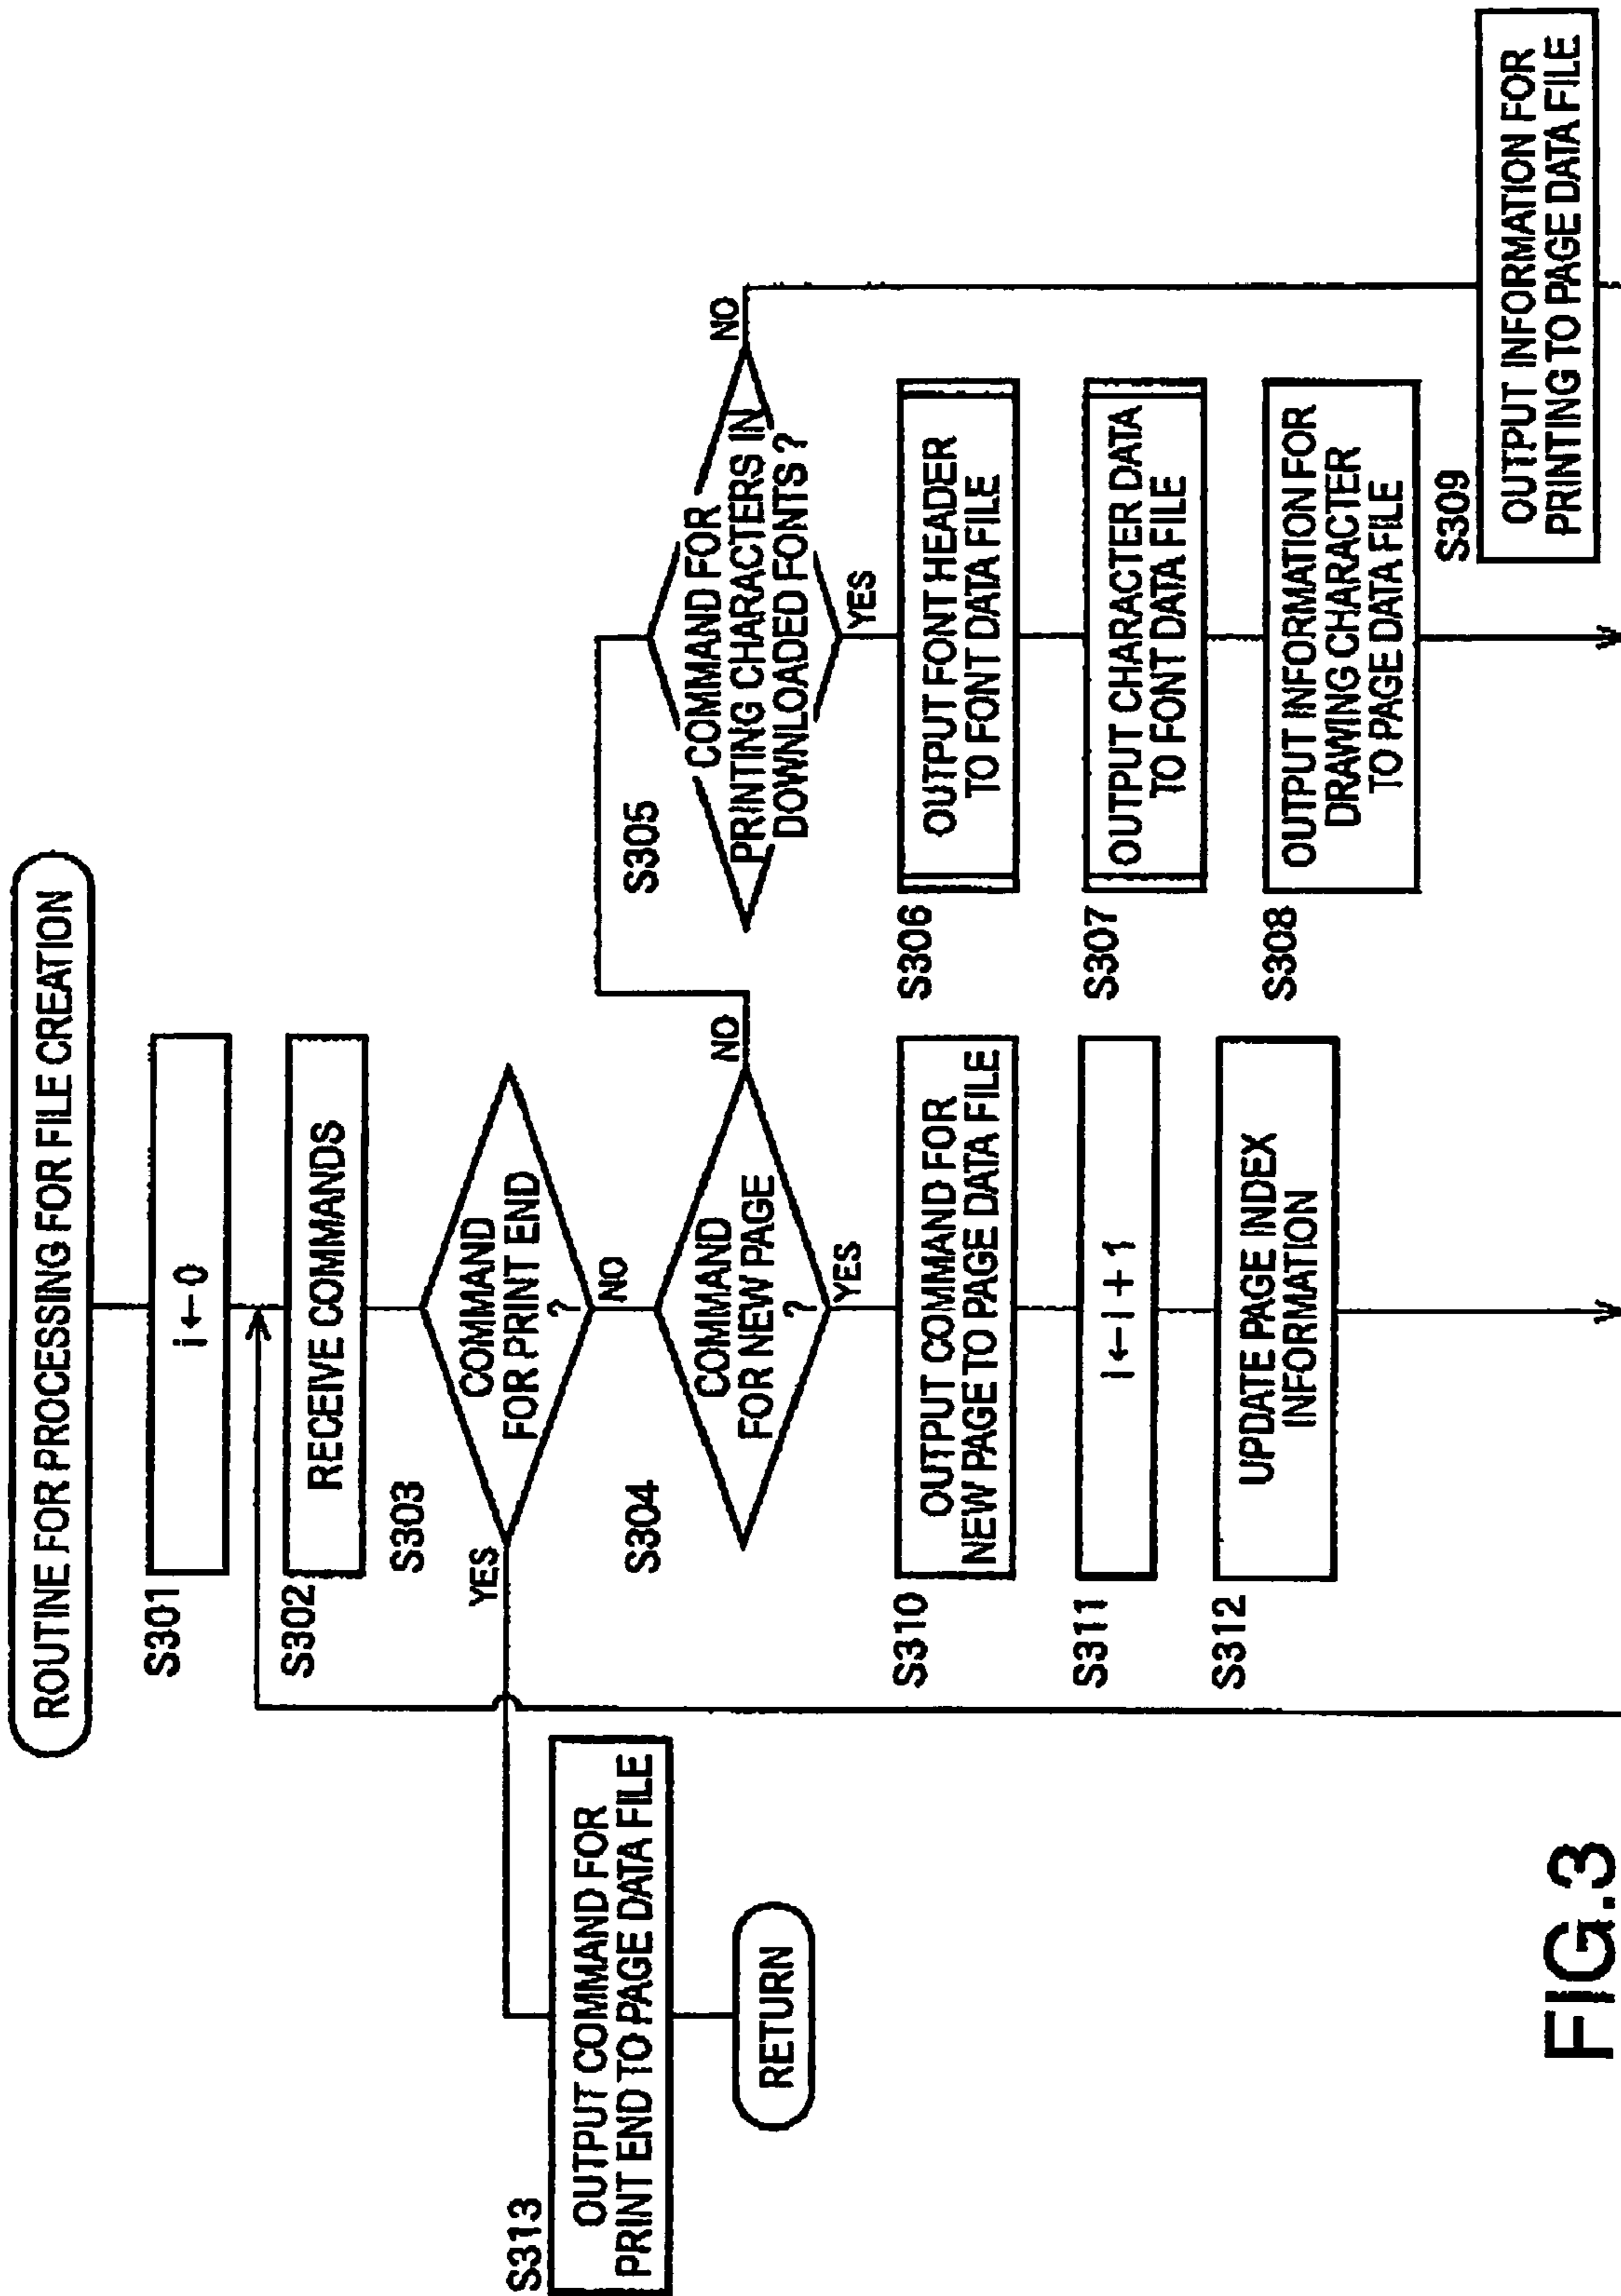 ROUTINE FOR PROCESSING FOR FILE CREATION
S301
i ← 0
S302
RECEIVE COMMANDS
S303
COMMAND
FOR PRINT END
?
YES
NO
S304
COMMAND
FOR NEW PAGE
?
NO
YES
S305
COMMAND FOR
PRINTING CHARACTERS IN
DOWNLOADED FONTS ?
NO
YES
S306
OUTPUT FONT HEADER
TO FONT DATA FILE
S307
OUTPUT CHARACTER DATA
TO FONT DATA FILE
S308
OUTPUT INFORMATION FOR
DRAWING CHARACTER
TO PAGE DATA FILE
S309
OUTPUT INFORMATION FOR
PRINTING TO PAGE DATA FILE
S310
OUTPUT COMMAND FOR
NEW PAGE TO PAGE DATA FILE
S311
i ← i + 1
S312
UPDATE PAGE INDEX
INFORMATION
S313
OUTPUT COMMAND FOR
PRINT END TO PAGE DATA FILE
RETURN
FIG.3